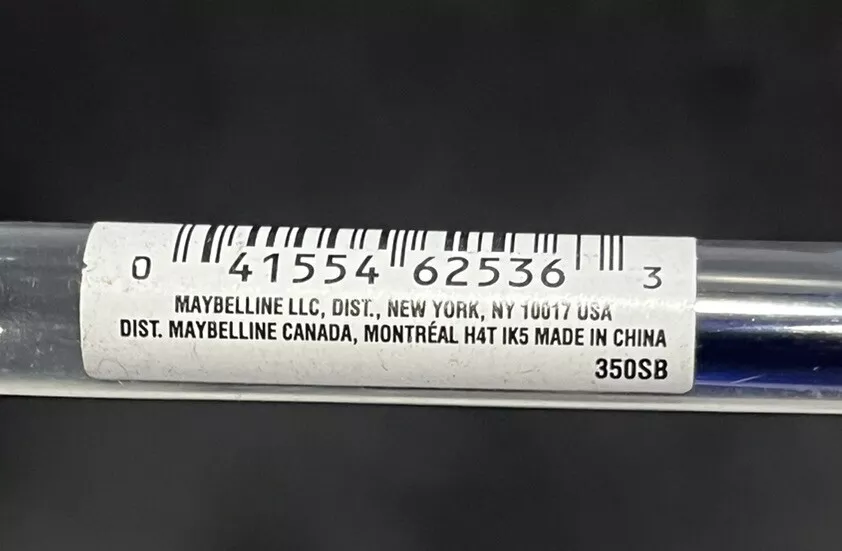 0 41554 62536 3
MAYBELLINE LLC, DIST., NEW YORK, NY 10017 USA
DIST. MAYBELLINE CANADA, MONTRÉAL H4T IK5 MADE IN CHINA
350SB